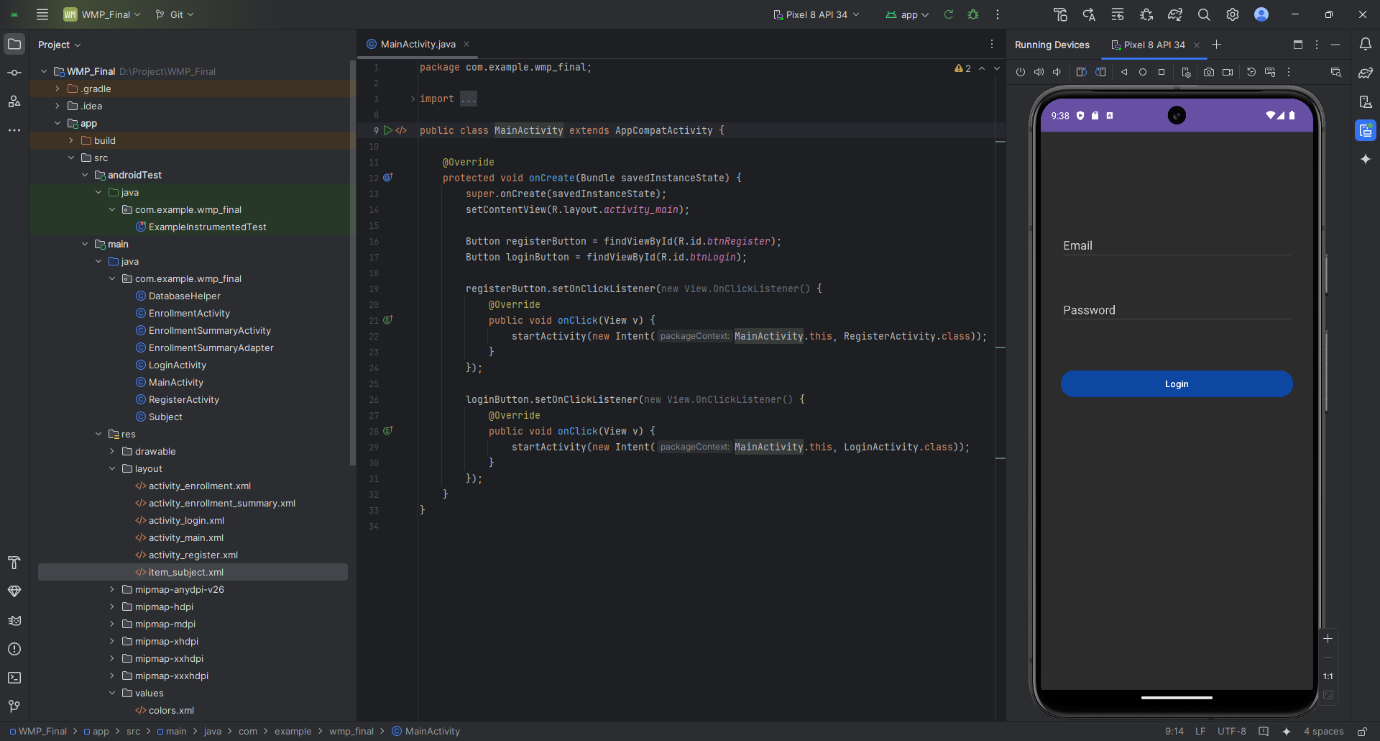 WM WMP_Final Git Pixel 8 API 34 app
Project
WMP_Final D:\Project\WMP_Final
.gradle
.idea
app
build
src
androidTest
java
com.example.wmp_final
ExampleInstrumentedTest
main
java
com.example.wmp_final
DatabaseHelper
EnrollmentActivity
EnrollmentSummaryActivity
EnrollmentSummaryAdapter
LoginActivity
MainActivity
RegisterActivity
Subject
res
drawable
layout
activity_enrollment.xml
activity_enrollment_summary.xml
activity_login.xml
activity_main.xml
activity_register.xml
item_subject.xml
mipmap-anydpi-v26
mipmap-hdpi
mipmap-mdpi
mipmap-xhdpi
mipmap-xxhdpi
mipmap-xxxhdpi
values
colors.xml
MainActivity.java
2
1 package com.example.wmp_final;
2
3 import ...
8
9 public class MainActivity extends AppCompatActivity {
10
11 @Override
12 protected void onCreate(Bundle savedInstanceState) {
13 super.onCreate(savedInstanceState);
14 setContentView(R.layout.activity_main);
15
16 Button registerButton = findViewById(R.id.btnRegister);
17 Button loginButton = findViewById(R.id.btnLogin);
18
19 registerButton.setOnClickListener(new View.OnClickListener() {
20 @Override
21 public void onClick(View v) {
22 startActivity(new Intent( packageContext: MainActivity.this, RegisterActivity.class));
23 }
24 });
25
26 loginButton.setOnClickListener(new View.OnClickListener() {
27 @Override
28 public void onClick(View v) {
29 startActivity(new Intent( packageContext: MainActivity.this, LoginActivity.class));
30 }
31 });
32 }
33 }
34
Running Devices Pixel 8 API 34
9:38
Email
Password
Login
1:1
WMP_Final > app > src > main > java > com > example > wmp_final > MainActivity
9:14 LF UTF-8 4 spaces